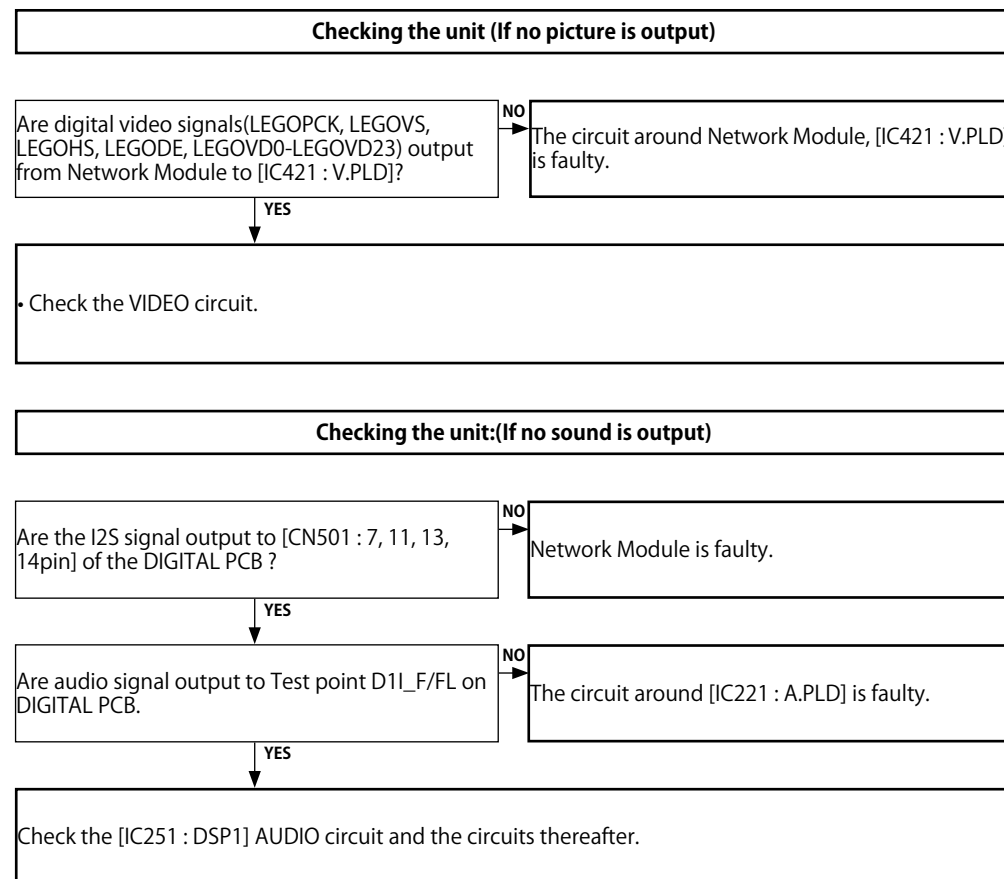 Checking the unit (If no picture is output)
Are digital video signals(LEGOPCK, LEGOVS,
LEGOHS, LEGODE, LEGOVD0-LEGOVD23) output
from Network Module to [IC421 : V.PLD]?
NO
The circuit around Network Module, [IC421 : V.PLD]
is faulty.
YES
• Check the VIDEO circuit.
Checking the unit:(If no sound is output)
Are the I2S signal output to [CN501 : 7, 11, 13,
14pin] of the DIGITAL PCB ?
NO
Network Module is faulty.
YES
Are audio signal output to Test point D1I_F/FL on
DIGITAL PCB.
NO
The circuit around [IC221 : A.PLD] is faulty.
YES
Check the [IC251 : DSP1] AUDIO circuit and the circuits thereafter.